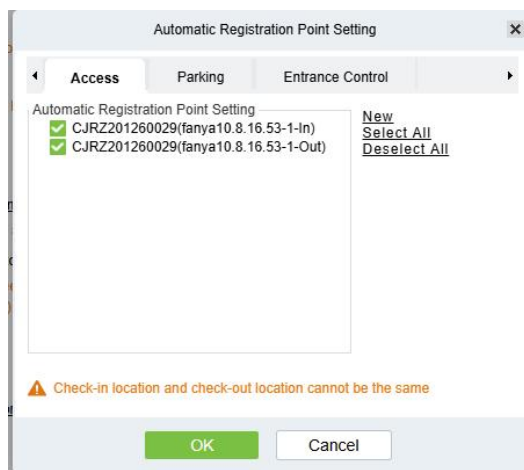 Automatic Registration Point Setting
Access Parking Entrance Control
Automatic Registration Point Setting
CJRZ201260029(fanya10.8.16.53-1-In)
CJRZ201260029(fanya10.8.16.53-1-Out)
New
Select All
Deselect All
Check-in location and check-out location cannot be the same
OK Cancel